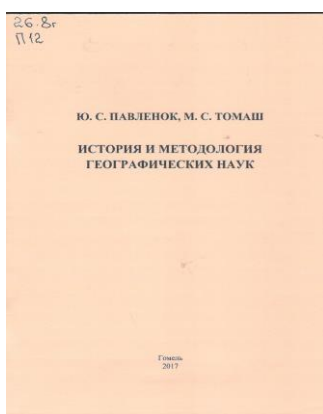 26.8г
П12
Ю. С. ПАВЛЕНОК, М. С. ТОМАШ
ИСТОРИЯ И МЕТОДОЛОГИЯ
ГЕОГРАФИЧЕСКИХ НАУК
Гомель
2017